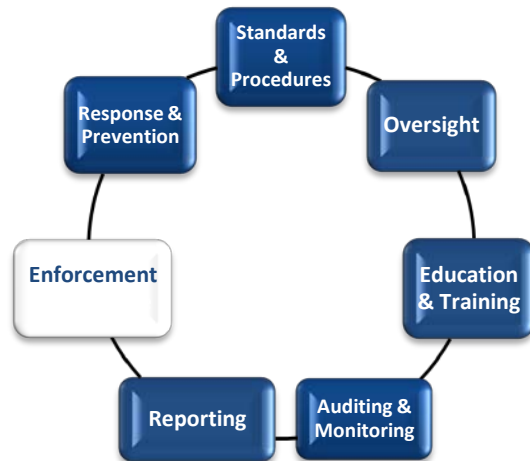 Standards
&
Procedures
Oversight
Education
& Training
Auditing &
Monitoring
Reporting
Enforcement
Response &
Prevention